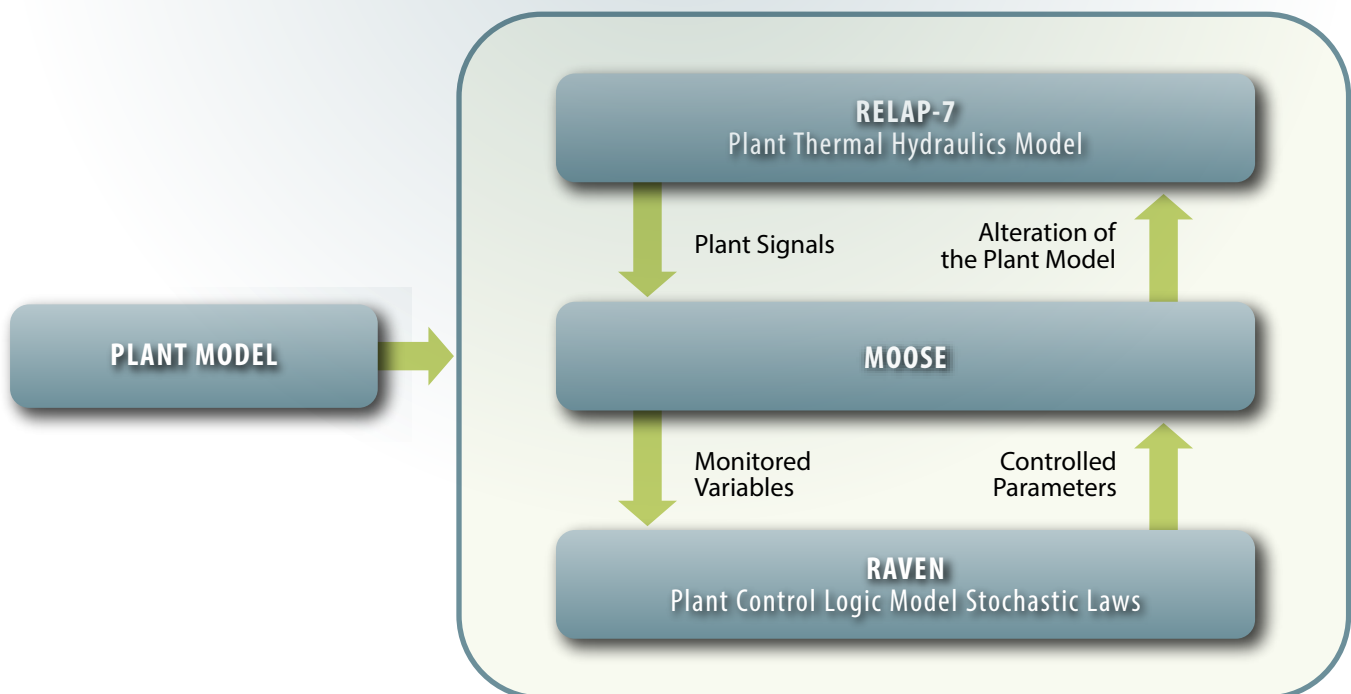 RELAP-7
Plant Thermal Hydraulics Model
Plant Signals
Alteration of
the Plant Model
PLANT MODEL
MOOSE
Monitored
Variables
Controlled
Parameters
RAVEN
Plant Control Logic Model Stochastic Laws